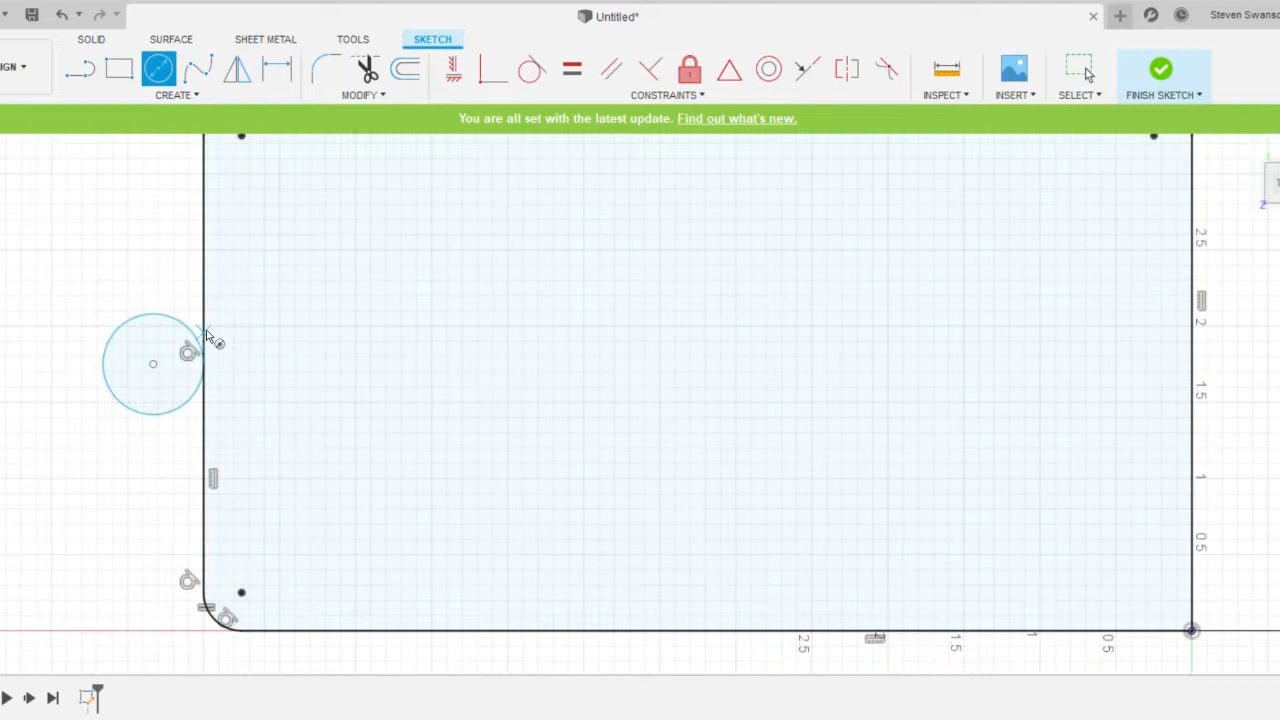 Untitled*
Steven Swanso
SOLID
SURFACE
SHEET METAL
TOOLS
SKETCH
IGN
CREATE
MODIFY
CONSTRAINTS
INSPECT
INSERT
SELECT
FINISH SKETCH
You are all set with the latest update. Find out what's new.
2.5
2
1.5
1
0.5
Z
2.5
2
1.5
1
0.5